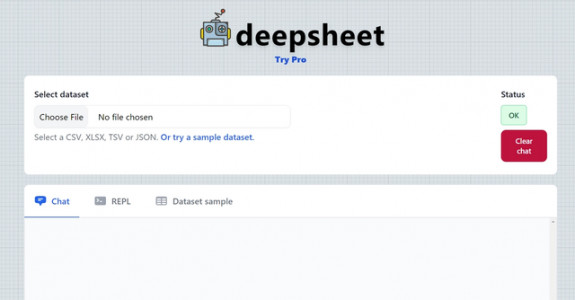 deepsheet
Try Pro
Select dataset
Choose File No file chosen
Select a CSV, XLSX, TSV or JSON. Or try a sample dataset.
Status
OK
Clear
chat
Chat REPL Dataset sample